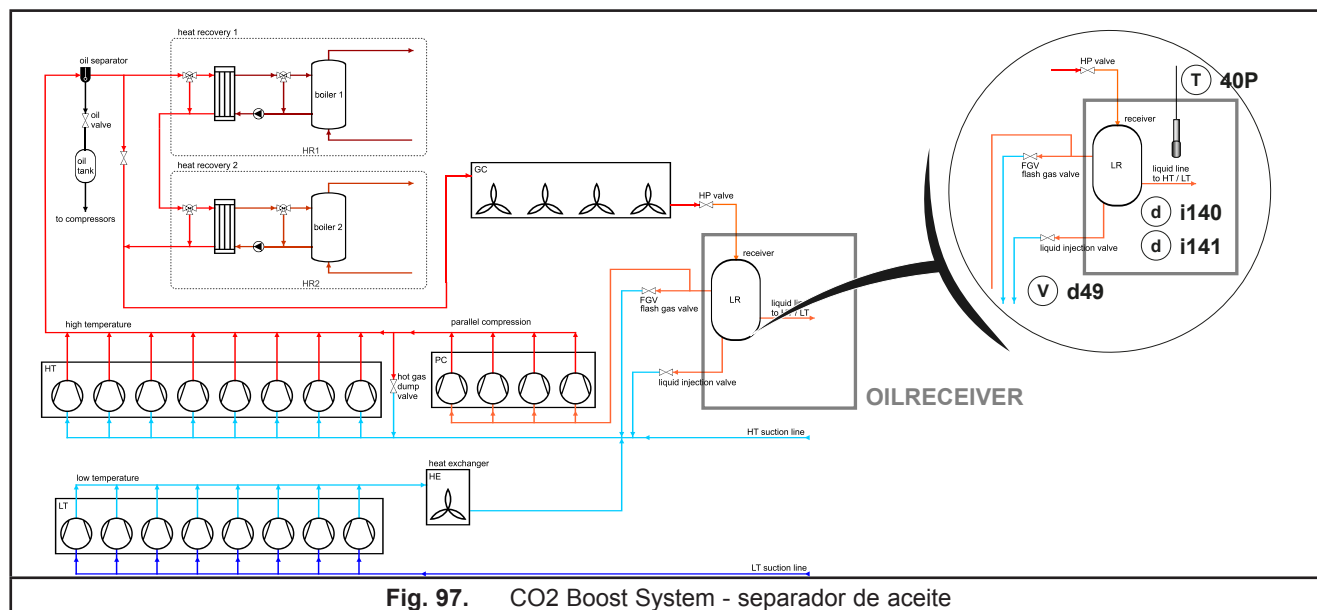 heat recovery 1
oil separator
oil
valve
oil
tank
to compressors
boiler 1
HR1
heat recovery 2
boiler 2
HR2
GC
HP valve
receiver
LR
FGV
flash gas valve
liquid line
to HT / LT
liquid injection valve
OILRECEIVER
high temperature
parallel compression
HT
hot gas
dump
valve
PC
HT suction line
low temperature
heat exchanger
HE
LT
LT suction line
HP valve
T 40P
receiver
LR
FGV
flash gas valve
liquid line
to HT / LT
d i140
d i141
liquid injection valve
V d49
Fig. 97. CO2 Boost System - separador de aceite